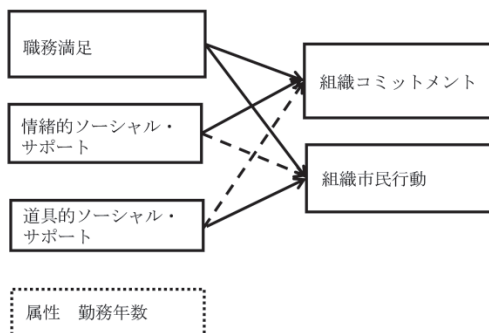 職務満足
情緒的ソーシャル・
サポート
道具的ソーシャル・
サポート
属性　勤務年数
組織コミットメント
組織市民行動